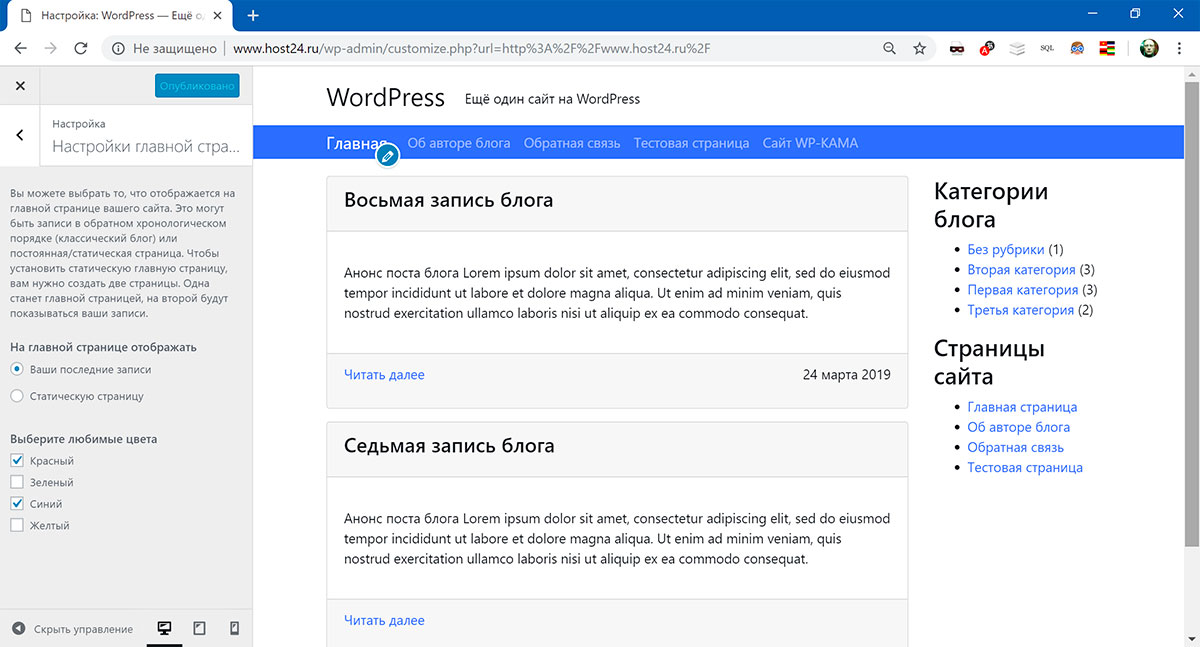 Настройка: WordPress — Ещё о
Не защищено
www.host24.ru/wp-admin/customize.php?url=http%3A%2F%2Fwww.host24.ru%2F
SQL
Опубликовано
Настройка
Настройки главной стра...
Вы можете выбрать то, что отображается на
главной странице вашего сайта. Это могут
быть записи в обратном хронологическом
порядке (классический блог) или
постоянная/статическая страница. Чтобы
установить статическую главную страницу,
вам нужно создать две страницы. Одна
станет главной страницей, на второй будут
показываться ваши записи.
На главной странице отображать
Ваши последние записи
Статическую страницу
Выберите любимые цвета
Красный
Зеленый
Синий
Желтый
Скрыть управление
WordPress Ещё один сайт на WordPress
Главная Об авторе блога Обратная связь Тестовая страница Сайт WP-KAMA
Восьмая запись блога
Анонс поста блога Lorem ipsum dolor sit amet, consectetur adipiscing elit, sed do eiusmod
tempor incididunt ut labore et dolore magna aliqua. Ut enim ad minim veniam, quis
nostrud exercitation ullamco laboris nisi ut aliquip ex ea commodo consequat.
Читать далее 24 марта 2019
Седьмая запись блога
Анонс поста блога Lorem ipsum dolor sit amet, consectetur adipiscing elit, sed do eiusmod
tempor incididunt ut labore et dolore magna aliqua. Ut enim ad minim veniam, quis
nostrud exercitation ullamco laboris nisi ut aliquip ex ea commodo consequat.
Читать далее
Категории
блога
Без рубрики (1)
Вторая категория (3)
Первая категория (3)
Третья категория (2)
Страницы
сайта
Главная страница
Об авторе блога
Обратная связь
Тестовая страница